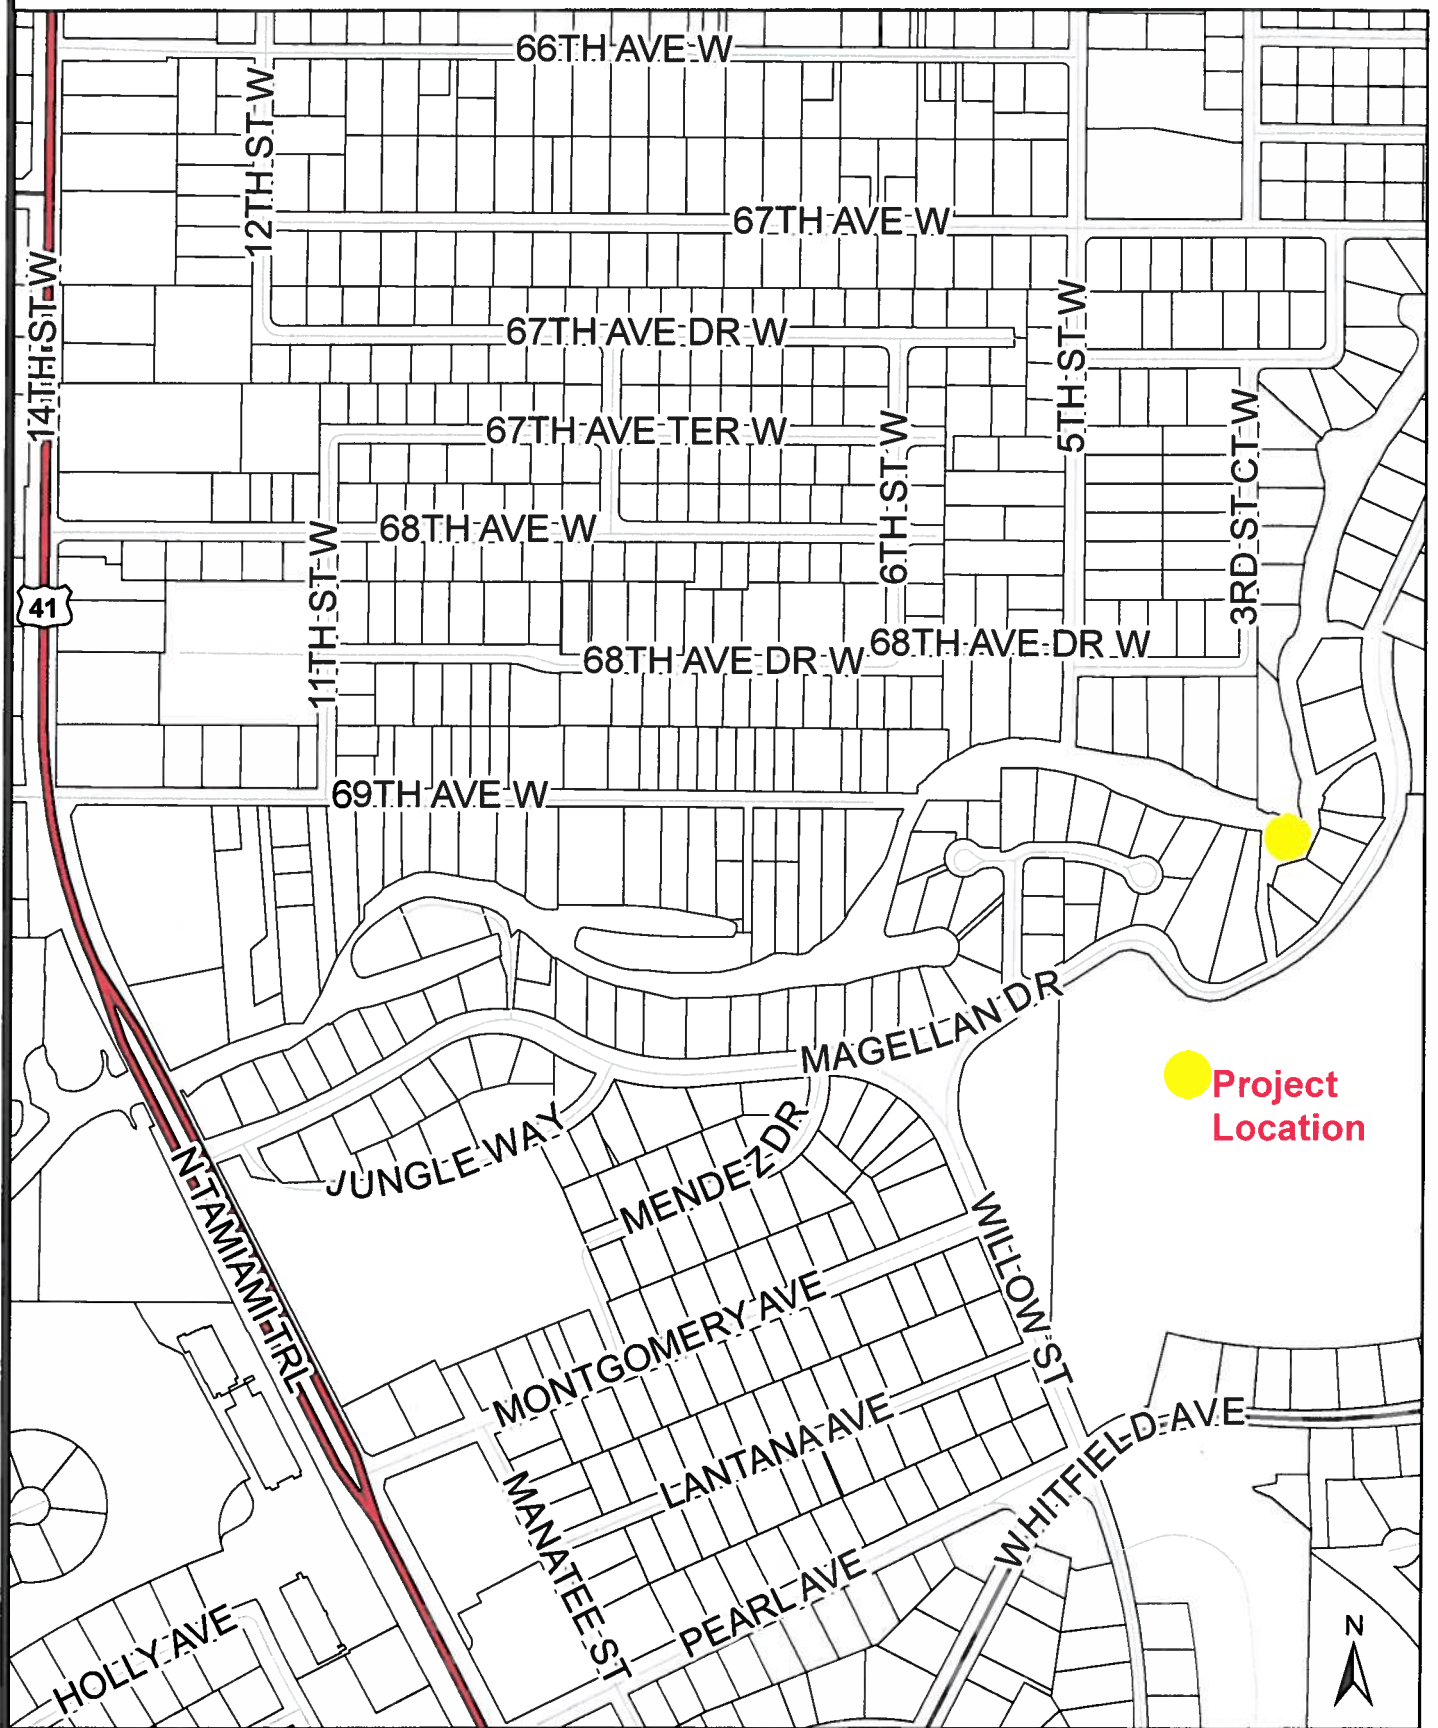 66TH AVE W
12TH ST W
67TH AVE W
14TH ST W
67TH AVE DR W
5TH ST W
67TH AVE TER W
6TH ST W
3RD ST CT W
68TH AVE W
11TH ST W
41
68TH AVE DR W
68TH AVE DR W
69TH AVE W
MAGELLAN DR
Project
Location
JUNGLE WAY
MENDEZ DR
N TAMIAMI TRL
WILLOW ST
MONTGOMERY AVE
LANTANA AVE
WHITFIELD AVE
MANATEE ST
PEARL AVE
HOLLY AVE
N